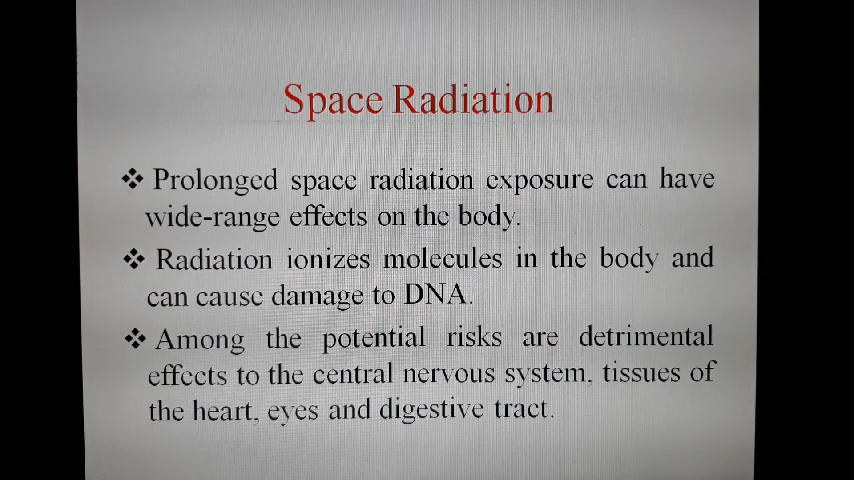 Space Radiation
❖ Prolonged space radiation exposure can have
wide-range effects on the body.
❖ Radiation ionizes molecules in the body and
can cause damage to DNA.
❖ Among the potential risks are detrimental
effects to the central nervous system, tissues of
the heart, eyes and digestive tract.